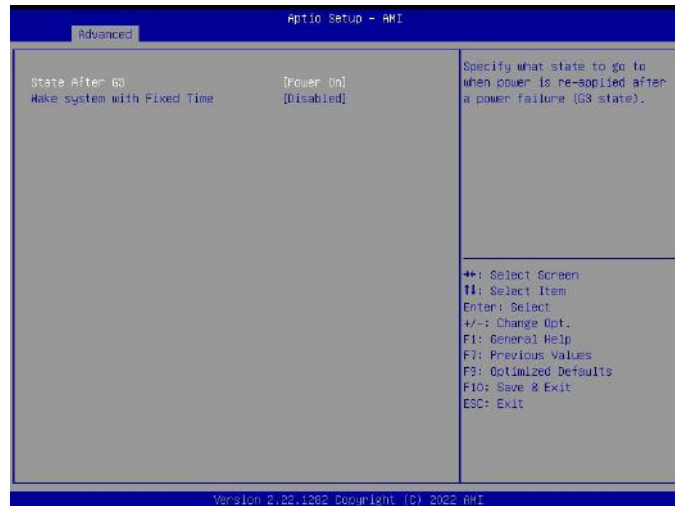 Aptio Setup - AMI
Advanced
State After G3 [Power On]
Wake system with Fixed Time [Disabled]
Specify what state to go to
when power is re-applied after
a power failure (G3 state).
→←: Select Screen
↑↓: Select Item
Enter: Select
+/-: Change Opt.
F1: General Help
F7: Previous Values
F9: Optimized Defaults
F10: Save & Exit
ESC: Exit
Version 2.22.1282 Copyright (C) 2022 AMI